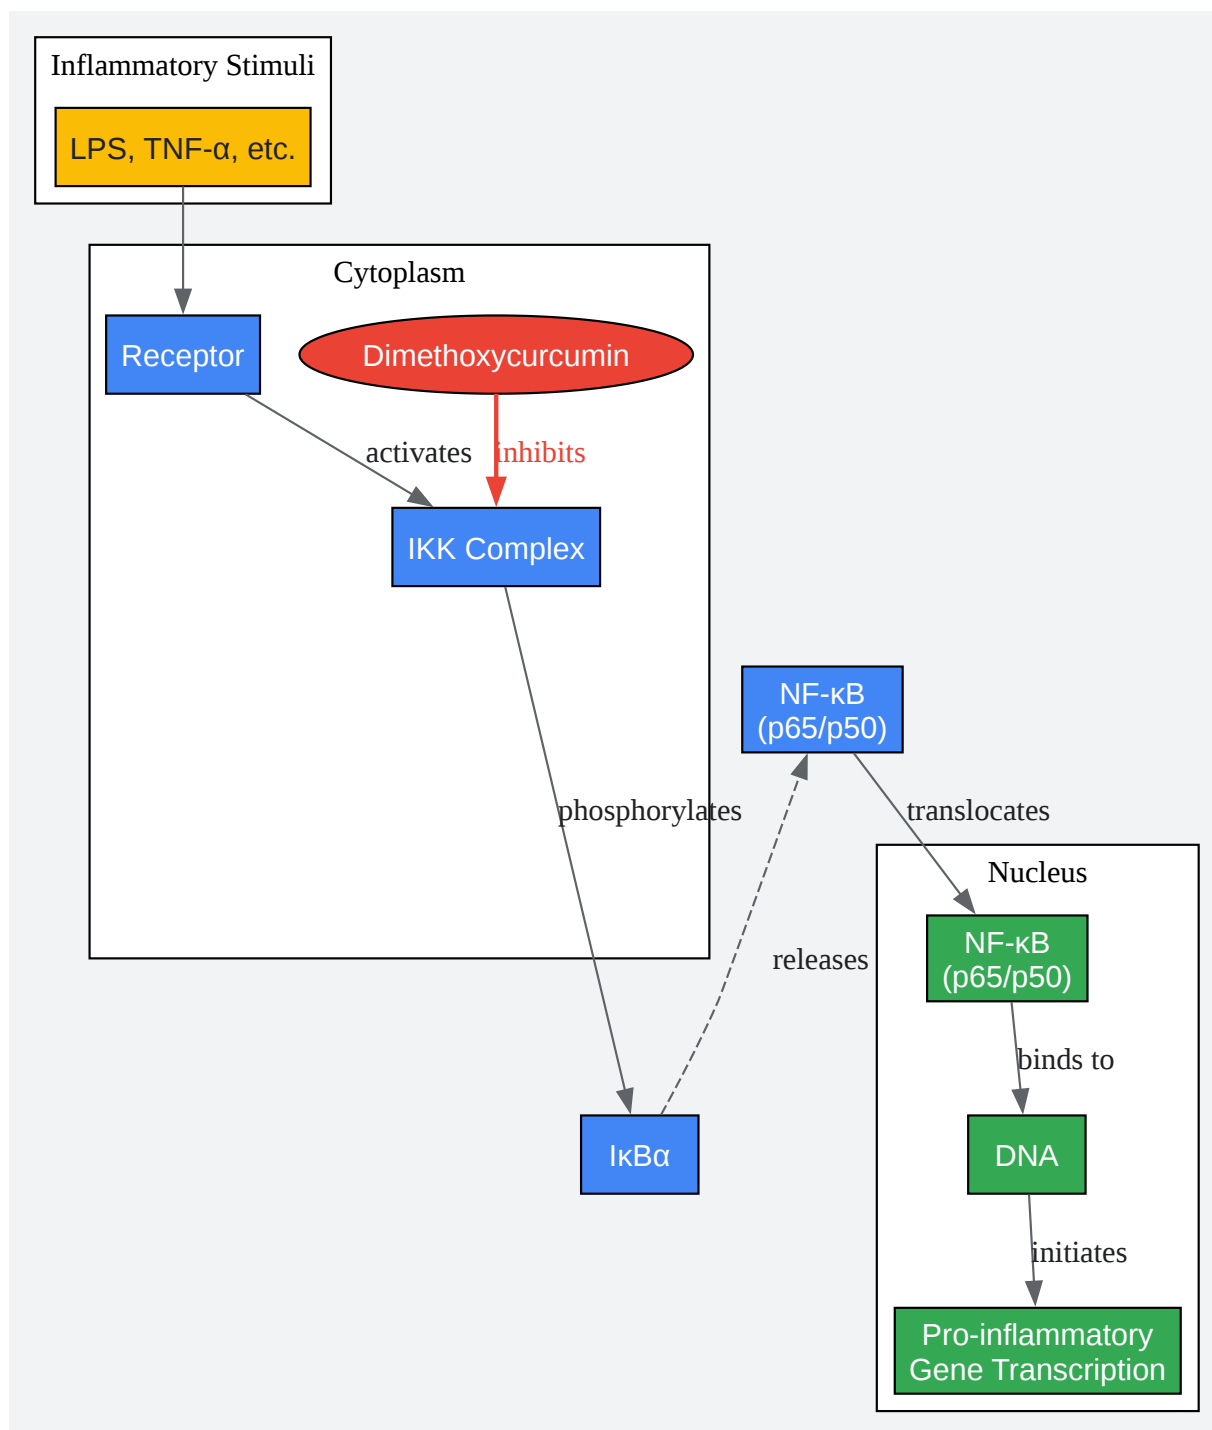 Inflammatory Stimuli
LPS, TNF-α, etc.
Cytoplasm
Receptor
Dimethoxycurcumin
activates
inhibits
IKK Complex
NF-κB
(p65/p50)
phosphorylates
translocates
Nucleus
NF-κB
(p65/p50)
releases
binds to
IκBα
DNA
initiates
Pro-inflammatory
Gene Transcription